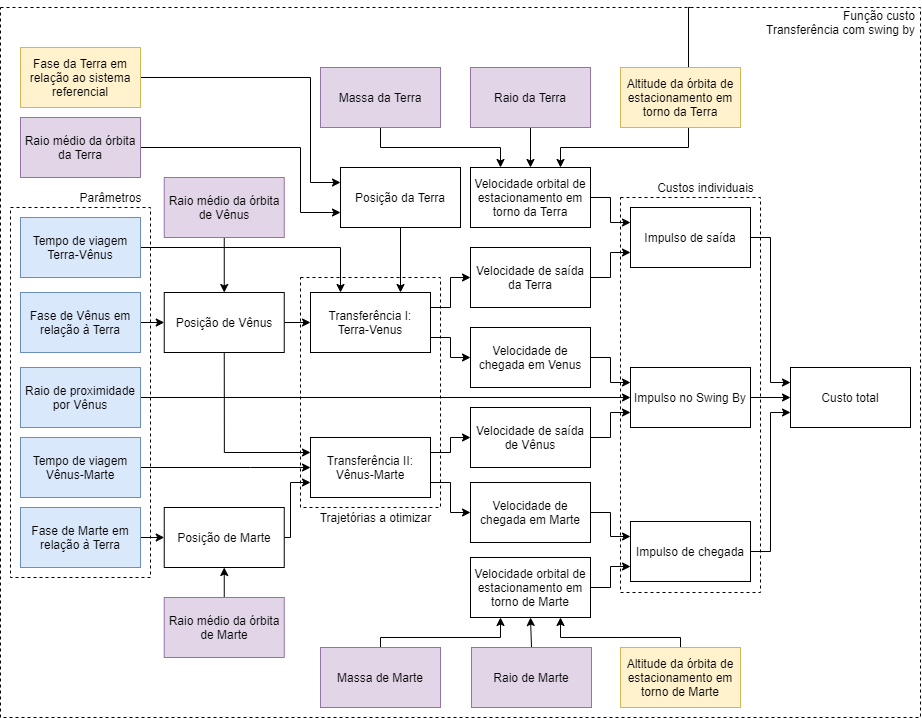 Função custo
Transferência com swing by
Fase da Terra em
relação ao sistema
referencial
Massa da Terra
Raio da Terra
Altitude da órbita de
estacionamento em
torno da Terra
Raio médio da órbita
da Terra
Parâmetros
Raio médio da órbita
de Vênus
Posição da Terra
Velocidade orbital de
estacionamento em
torno da Terra
Custos individuais
Impulso de saída
Tempo de viagem
Terra-Vênus
Velocidade de saída
da Terra
Fase de Vênus em
relação à Terra
Posição de Vênus
Transferência I:
Terra-Venus
Velocidade de
chegada em Venus
Raio de proximidade
por Vênus
Impulso no Swing By
Custo total
Tempo de viagem
Vênus-Marte
Transferência II:
Vênus-Marte
Velocidade de saída
de Vênus
Trajetórias a otimizar
Fase de Marte em
relação à Terra
Posição de Marte
Velocidade de
chegada em Marte
Impulso de chegada
Velocidade orbital de
estacionamento em
torno de Marte
Raio médio da órbita
de Marte
Massa de Marte
Raio de Marte
Altitude da órbita de
estacionamento em
torno de Marte